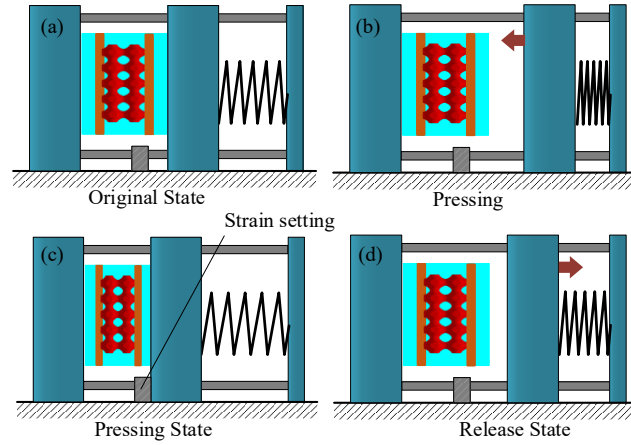 (a)
(b)
Original State
Pressing
Strain setting
(c)
(d)
Pressing State
Release State